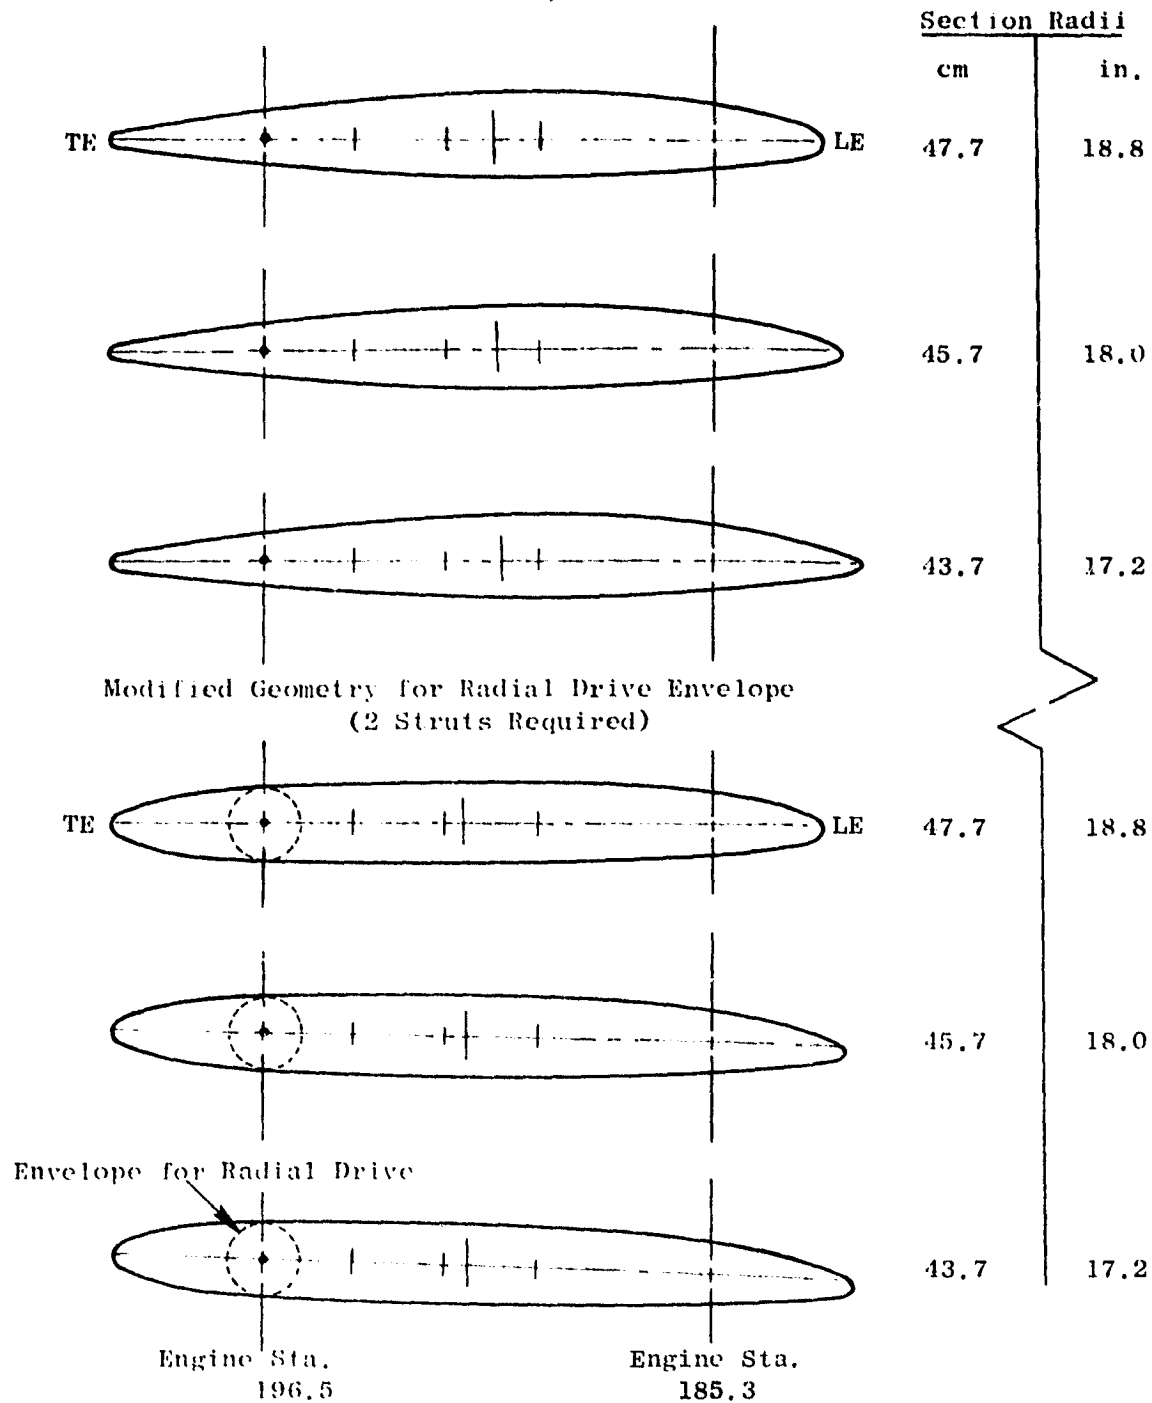 Section Radii
cm in.
TE LE 47.7 18.8
45.7 18.0
43.7 17.2
Modified Geometry for Radial Drive Envelope
(2 Struts Required)
TE LE 47.7 18.8
45.7 18.0
Envelope for Radial Drive
43.7 17.2
Engine Sta. Engine Sta.
196.5 185.3